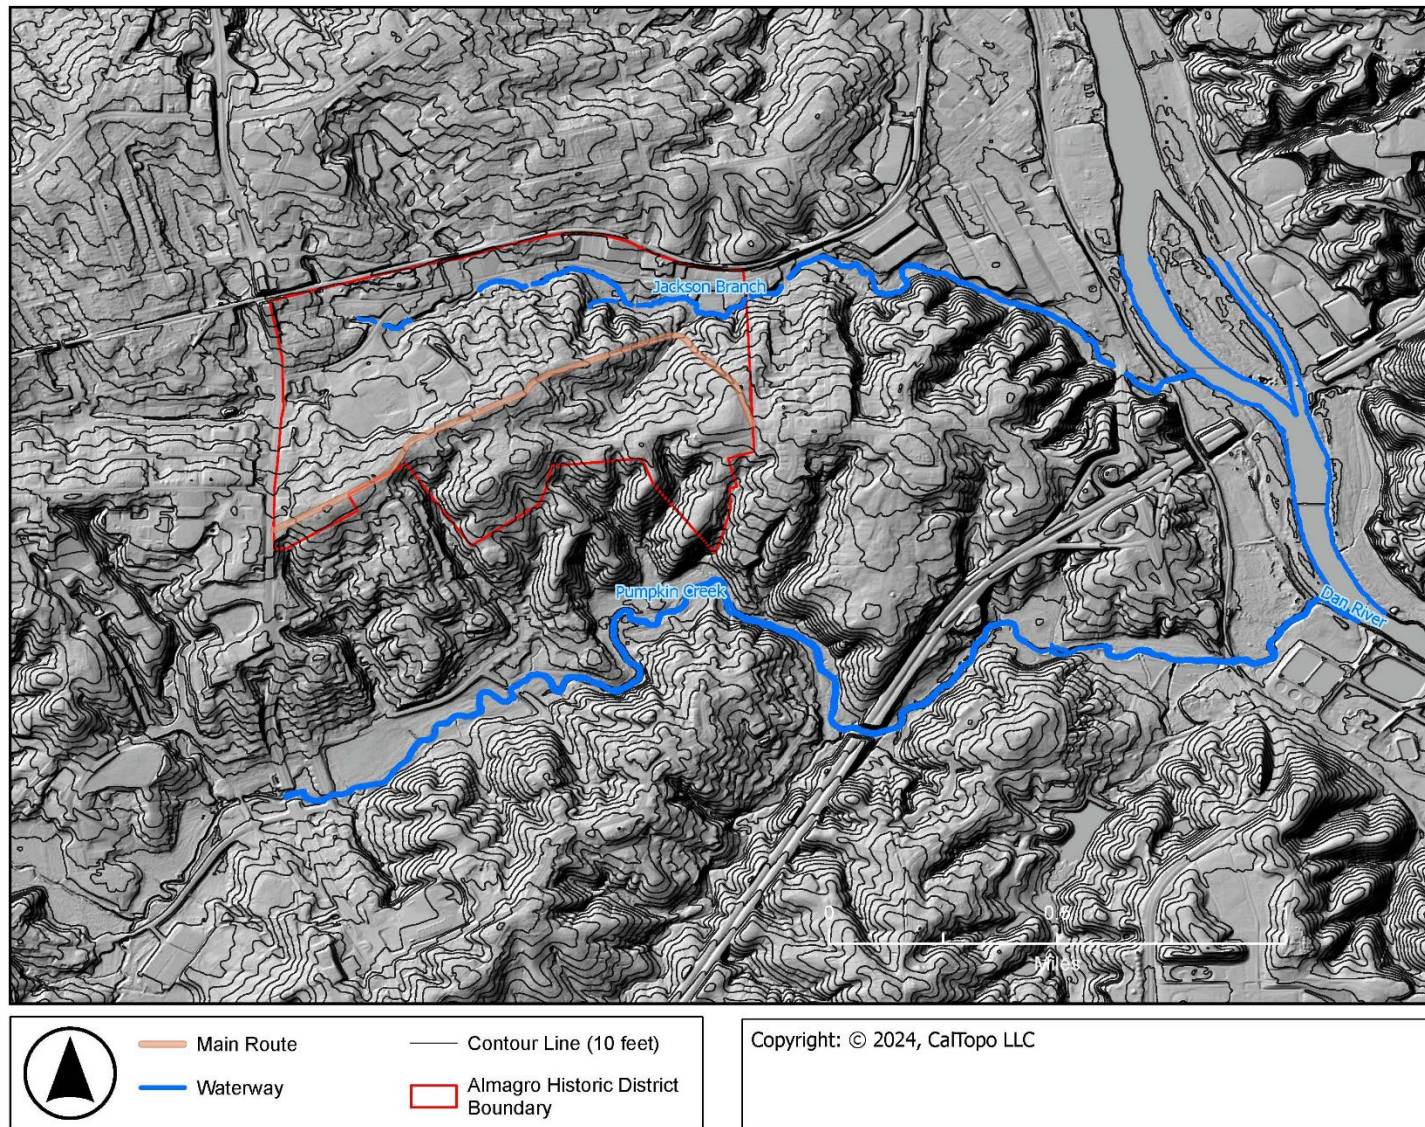 Jackson Branch
Pumpkin Creek
Dan River
0
Miles
Main Route
Waterway
Contour Line (10 feet)
Almagro Historic District
Boundary
Copyright: © 2024, CalTopo LLC